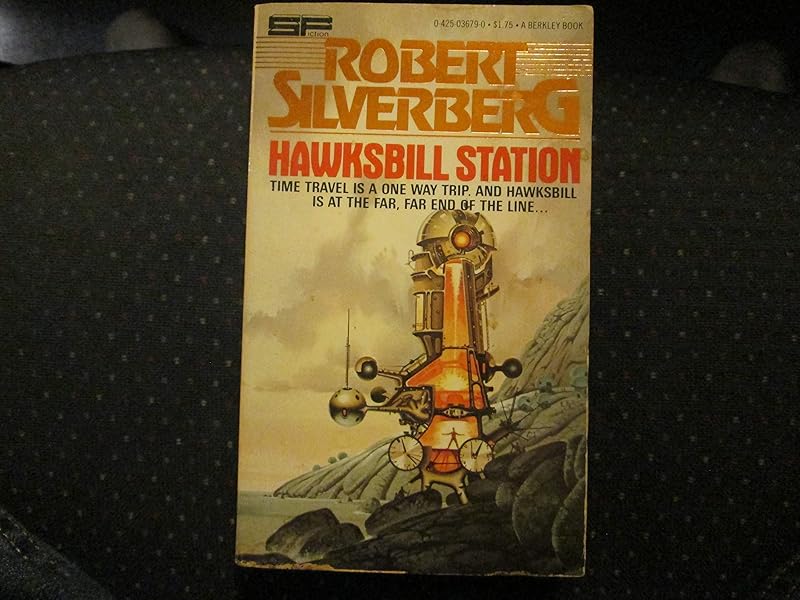 SF
iction
0-425-03679-0 • $1.75 • A BERKLEY BOOK
ROBERT
SILVERBERG
HAWKSBILL STATION
TIME TRAVEL IS A ONE WAY TRIP. AND HAWKSBILL
IS AT THE FAR, FAR END OF THE LINE...